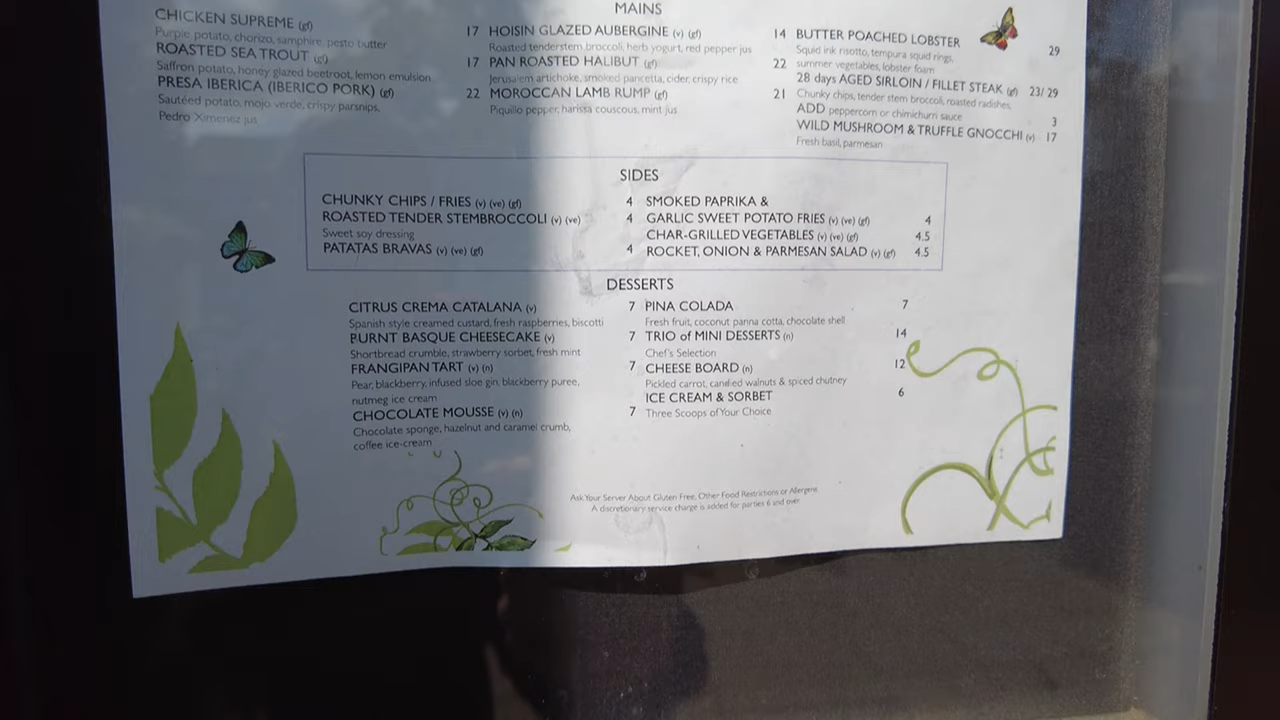 MAINS
CHICKEN SUPREME (gf) 17
Purple potato, chorizo, samphire, pesto butter
ROASTED SEA TROUT (gf) 17
Saffron potato, honey glazed beetroot, lemon emulsion
PRESA IBERICA (IBERICO PORK) (gf) 22
Sautéed potato, mojo verde, crispy parsnips,
Pedro Ximenez jus
HOISIN GLAZED AUBERGINE (v) (gf) 14
Roasted tenderstem broccoli, herb yogurt, red pepper jus
PAN ROASTED HALIBUT (gf) 22
Jerusalem artichoke, smoked pancetta, cider, crispy rice
MOROCCAN LAMB RUMP (gf) 21
Piquillo pepper, harissa couscous, mint jus
BUTTER POACHED LOBSTER 29
Squid ink risotto, tempura squid rings,
summer vegetables, lobster foam
28 days AGED SIRLOIN / FILLET STEAK (gf) 23/ 29
Chunky chips, tender stem broccoli, roasted radishes,
ADD peppercorn or chimichurri sauce 3
WILD MUSHROOM & TRUFFLE GNOCCHI (v) 17
Fresh basil, parmesan
SIDES
CHUNKY CHIPS / FRIES (v) (ve) (gf) 4
ROASTED TENDER STEMBROCCOLI (v) (ve) 4
Sweet soy dressing
PATATAS BRAVAS (v) (ve) (gf) 4
SMOKED PAPRIKA &
GARLIC SWEET POTATO FRIES (v) (ve) (gf) 4
CHAR-GRILLED VEGETABLES (v) (ve) (gf) 4.5
ROCKET, ONION & PARMESAN SALAD (v) (gf) 4.5
DESSERTS
CITRUS CREMA CATALANA (v) 7
Spanish style creamed custard, fresh raspberries, biscotti
BURNT BASQUE CHEESECAKE (v) 7
Shortbread crumble, strawberry sorbet, fresh mint
FRANGIPAN TART (v) (n) 7
Pear, blackberry, infused sloe gin, blackberry puree,
nutmeg ice cream
CHOCOLATE MOUSSE (v) (n) 7
Chocolate sponge, hazelnut and caramel crumb,
coffee ice-cream
PINA COLADA 7
Fresh fruit, coconut panna cotta, chocolate shell
TRIO of MINI DESSERTS (n) 14
Chef's Selection
CHEESE BOARD (n) 12
Pickled carrot, candied walnuts & spiced chutney
ICE CREAM & SORBET 6
Three Scoops of Your Choice
Ask Your Server About Gluten Free, Other Food Restrictions or Allergens
A discretionary service charge is added for parties 6 and over